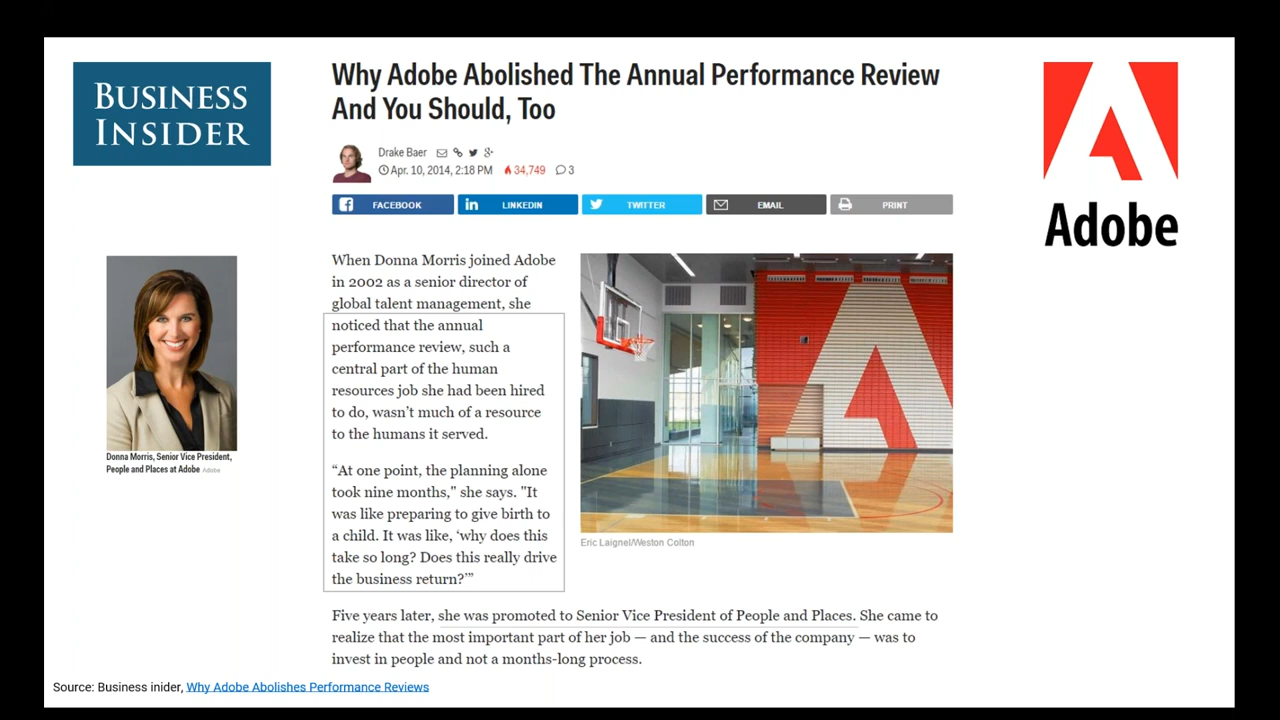 BUSINESS
INSIDER
Why Adobe Abolished The Annual Performance Review
And You Should, Too
Drake Baer
Apr. 10, 2014, 2:18 PM 34,749 3
FACEBOOK
LINKEDIN
TWITTER
EMAIL
PRINT
Adobe
When Donna Morris joined Adobe
in 2002 as a senior director of
global talent management, she
noticed that the annual
performance review, such a
central part of the human
resources job she had been hired
to do, wasn't much of a resource
to the humans it served.
“At one point, the planning alone
took nine months," she says. "It
was like preparing to give birth to
a child. It was like, ‘why does this
take so long? Does this really drive
the business return?’”
Eric Laignel/Weston Colton
Donna Morris, Senior Vice President,
People and Places at Adobe Adobe
Five years later, she was promoted to Senior Vice President of People and Places. She came to
realize that the most important part of her job — and the success of the company — was to
invest in people and not a months-long process.
Source: Business inider, Why Adobe Abolishes Performance Reviews